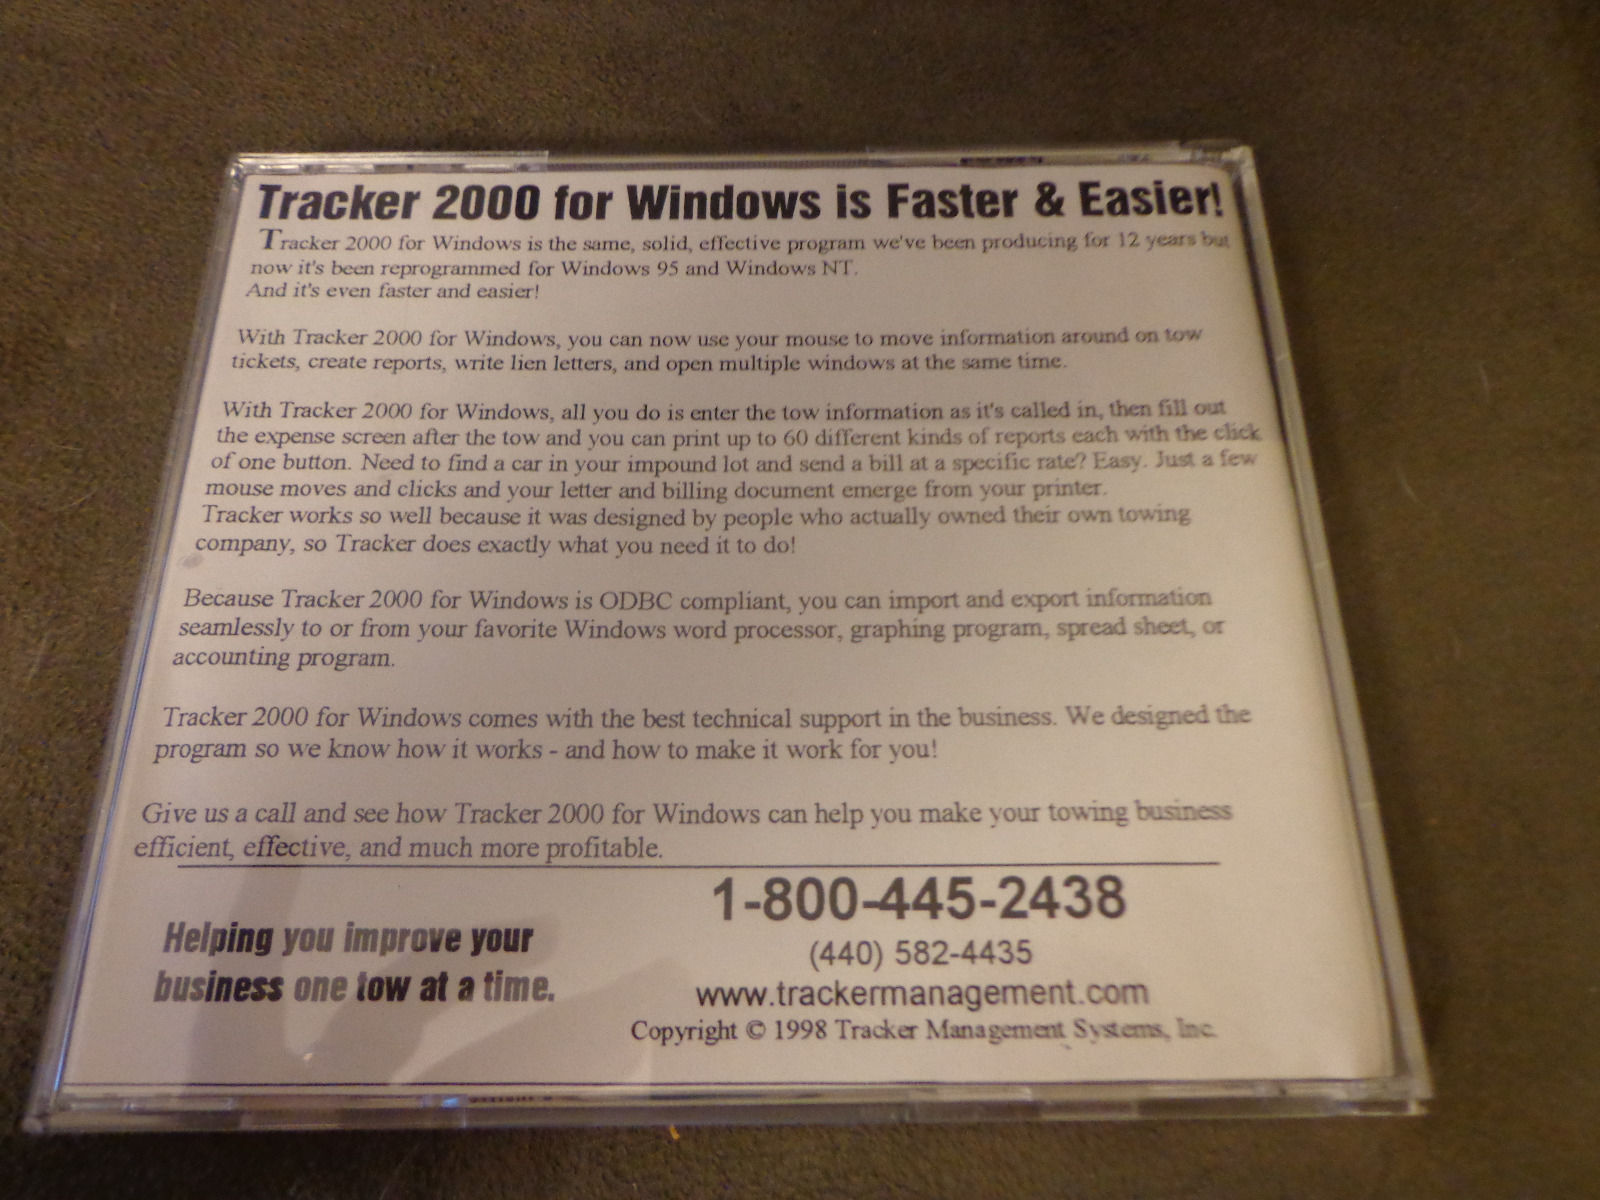 Tracker 2000 for Windows is Faster & Easier!
Tracker 2000 for Windows is the same, solid, effective program we've been producing for 12 years but
now it's been reprogrammed for Windows 95 and Windows NT.
And it's even faster and easier!
With Tracker 2000 for Windows, you can now use your mouse to move information around on tow
tickets, create reports, write lien letters, and open multiple windows at the same time.
With Tracker 2000 for Windows, all you do is enter the tow information as it's called in, then fill out
the expense screen after the tow and you can print up to 60 different kinds of reports each with the click
of one button. Need to find a car in your impound lot and send a bill at a specific rate? Easy. Just a few
mouse moves and clicks and your letter and billing document emerge from your printer.
Tracker works so well because it was designed by people who actually owned their own towing
company, so Tracker does exactly what you need it to do!
Because Tracker 2000 for Windows is ODBC compliant, you can import and export information
seamlessly to or from your favorite Windows word processor, graphing program, spread sheet, or
accounting program.
Tracker 2000 for Windows comes with the best technical support in the business. We designed the
program so we know how it works - and how to make it work for you!
Give us a call and see how Tracker 2000 for Windows can help you make your towing business
efficient, effective, and much more profitable.
Helping you improve your
business one tow at a time.
1-800-445-2438
(440) 582-4435
www.trackermanagement.com
Copyright © 1998 Tracker Management Systems, Inc.